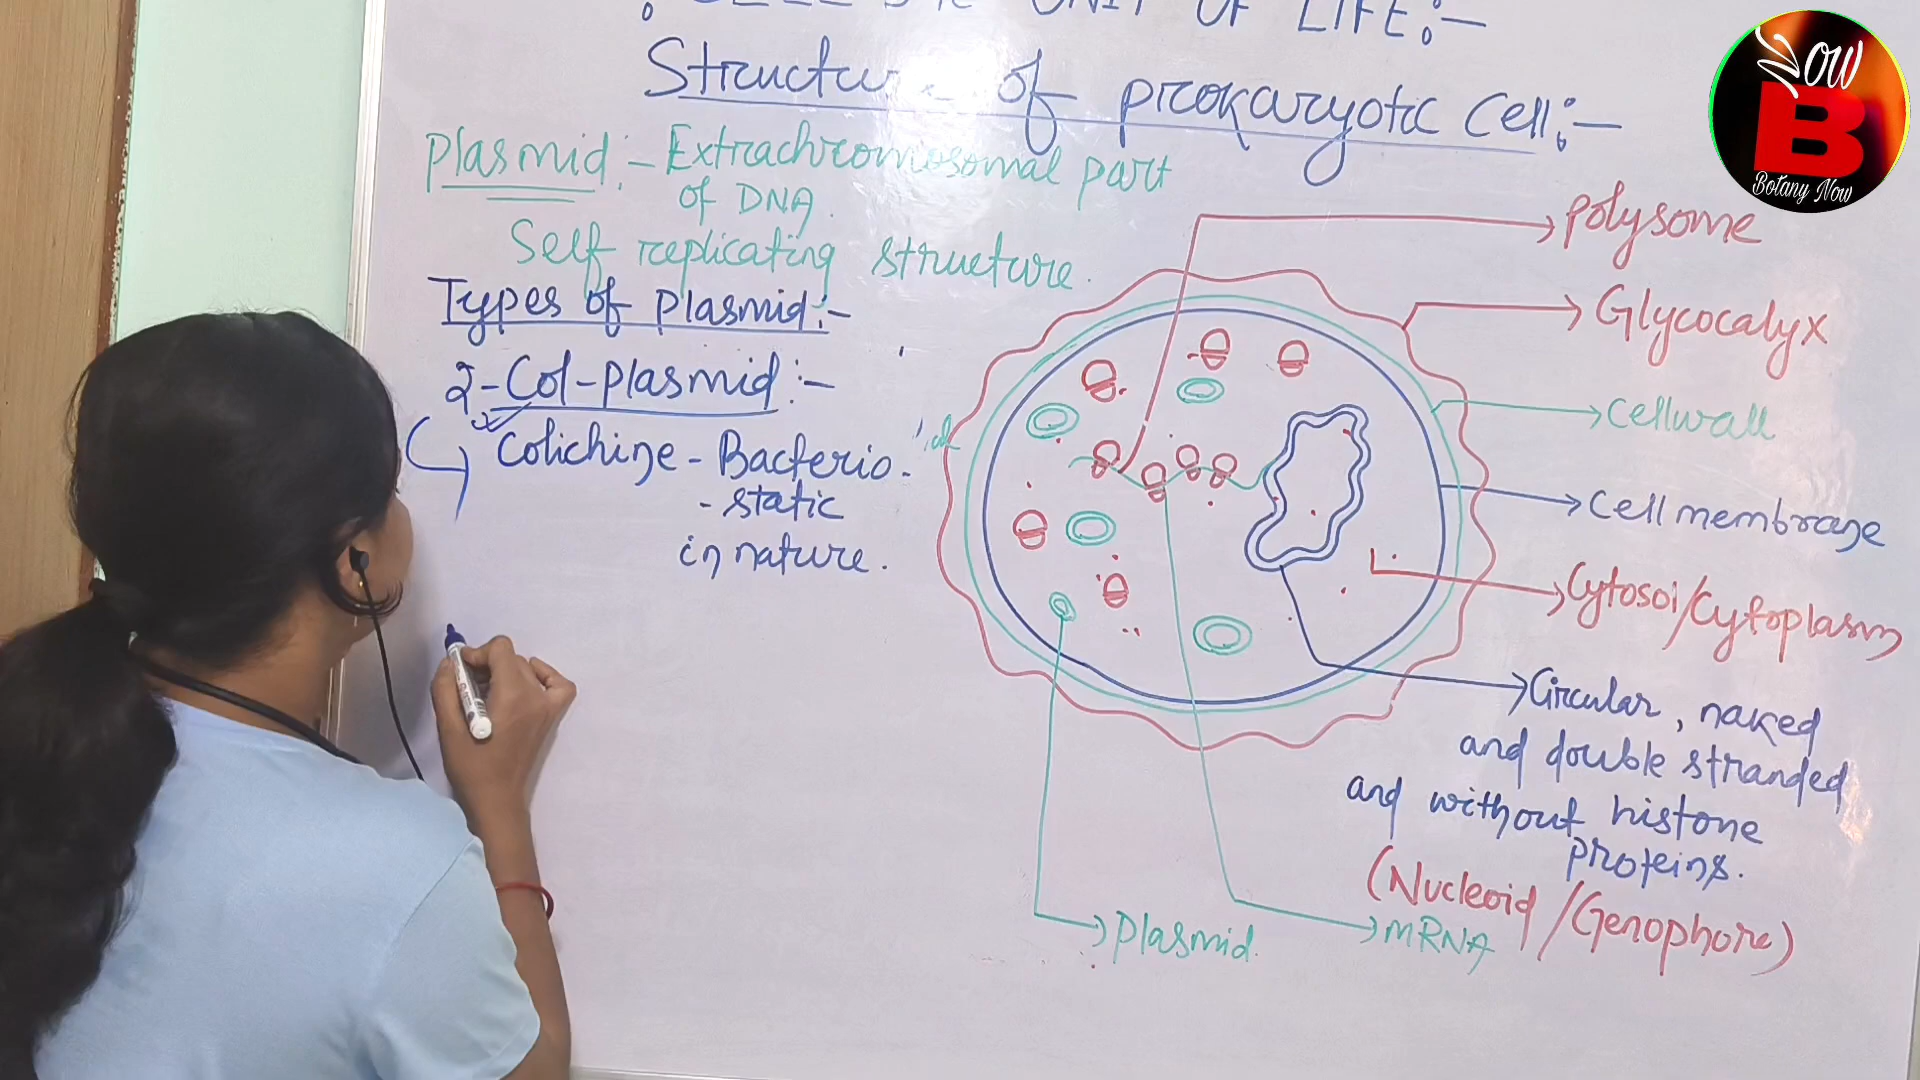 : CELL THE UNIT OF LIFE:-
Structure of prokaryotic Cell:-
Plasmid:- Extrachromosomal part
of DNA.
Self replicating structure.
Types of Plasmid:-
2-Col-plasmid:-
Colichine - Bacterio -
- static
in nature.
polysome
Glycocalyx
Cellwall
Cell membrane
Cytosol/Cytoplasm
Circular, naked
and double stranded
and without histone
proteins.
(Nucleoid/Genophore)
Plasmid.
mRNA
Now
B
Botany Now